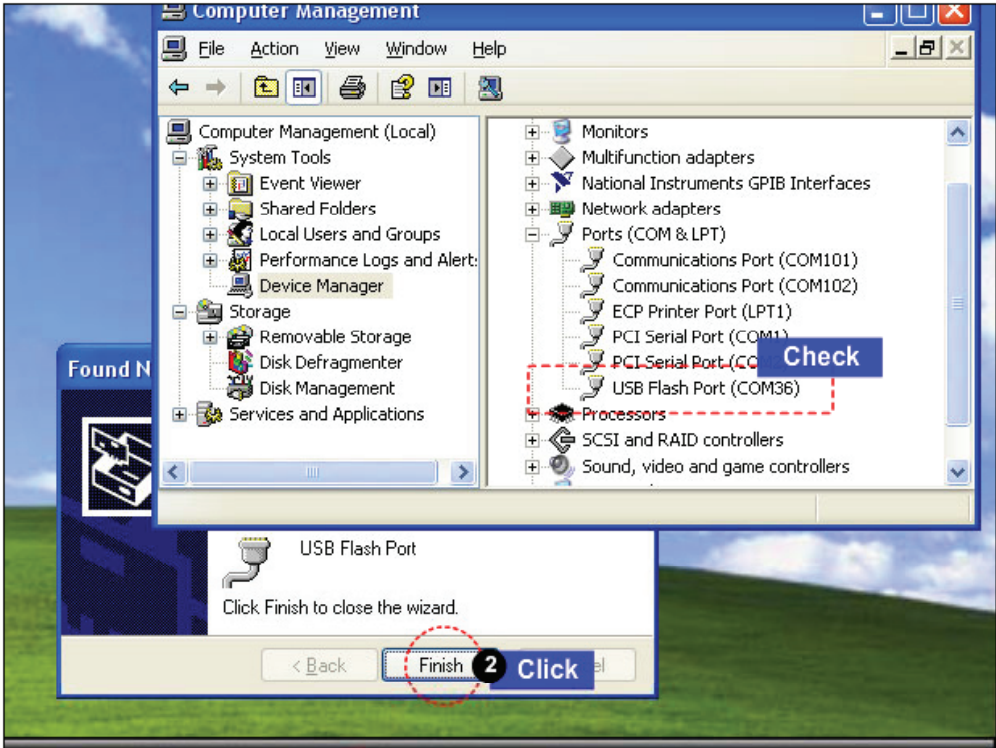 Computer Management
File Action View Window Help
Computer Management (Local)
System Tools
Event Viewer
Shared Folders
Local Users and Groups
Performance Logs and Alert
Device Manager
Storage
Removable Storage
Disk Defragmenter
Disk Management
Services and Applications
Monitors
Multifunction adapters
National Instruments GPIB Interfaces
Network adapters
Ports (COM & LPT)
Communications Port (COM101)
Communications Port (COM102)
ECP Printer Port (LPT1)
PCI Serial Port (COM1)
PCI Serial Port
USB Flash Port (COM36)
Processors
SCSI and RAID controllers
Sound, video and game controllers
Check
Found N
USB Flash Port
Click Finish to close the wizard.
< Back Finish 2 Click el